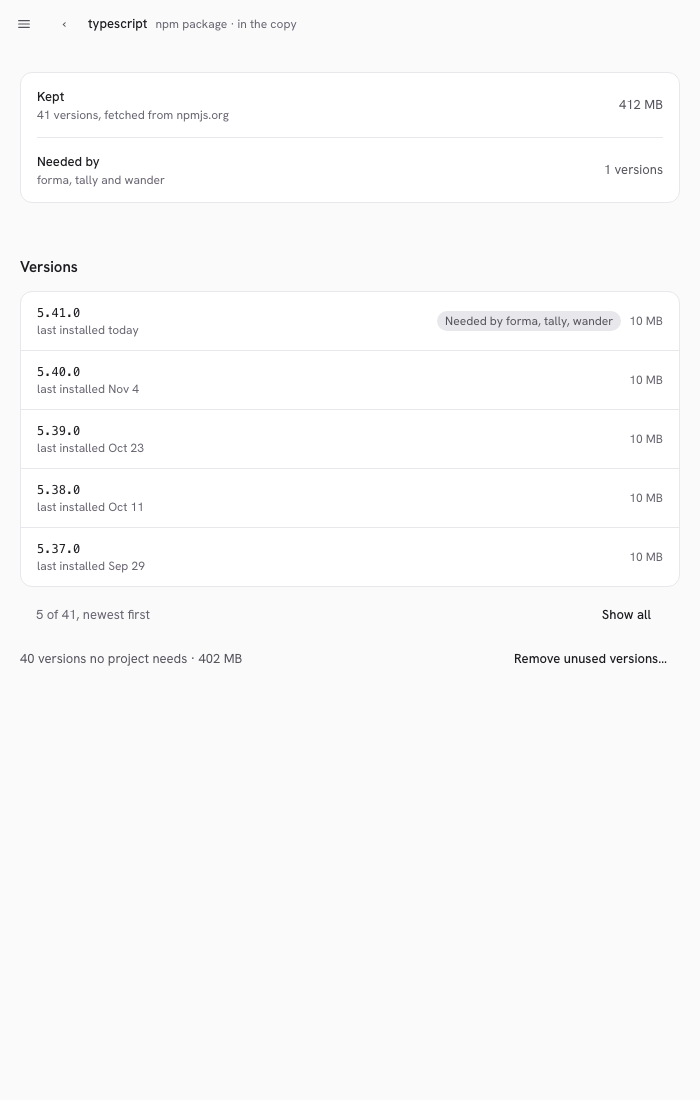 typescript npm package · in the copy
Kept
41 versions, fetched from npmjs.org
412 MB
Needed by
forma, tally and wander
1 versions
Versions
5.41.0
last installed today
Needed by forma, tally, wander
10 MB
5.40.0
last installed Nov 4
10 MB
5.39.0
last installed Oct 23
10 MB
5.38.0
last installed Oct 11
10 MB
5.37.0
last installed Sep 29
10 MB
5 of 41, newest first
Show all
40 versions no project needs · 402 MB
Remove unused versions...